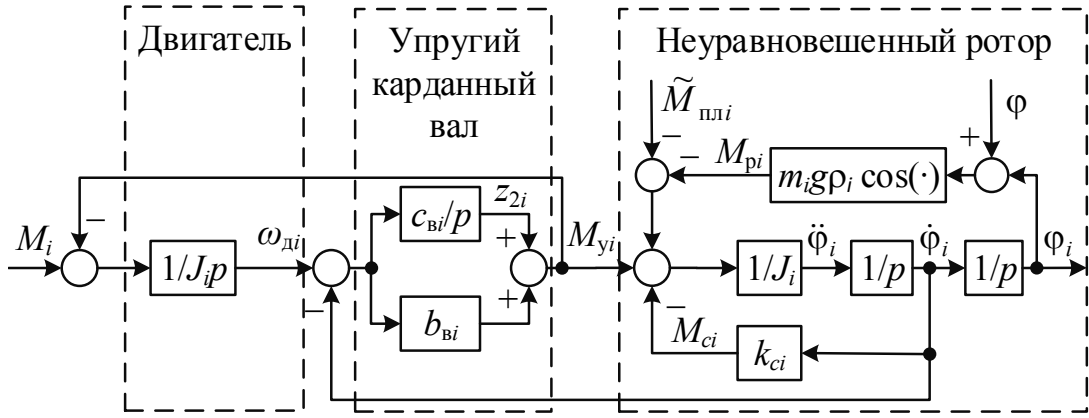 Двигатель
Упругий
карданный
вал
Неуравновешенный ротор
M̃плi
φ
−
−
Mрi
+
migρi cos(·)
−
Mi
1/Jip
ωдi
−
cвi/p
z2i
+
+
bвi
Mуi
1/Ji
φ̈i
1/p
φ̇i
1/p
φi
−
Mci
kci